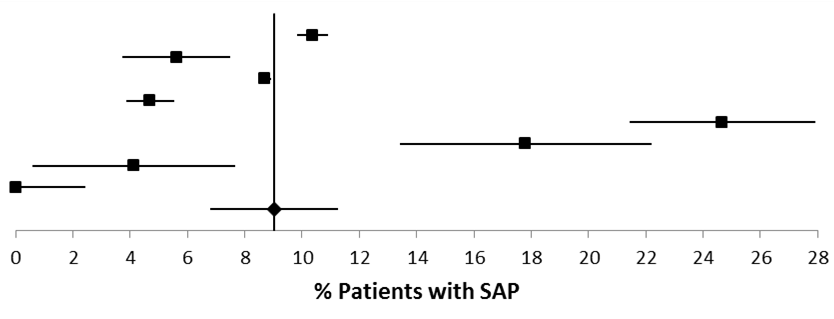 0 2 4 6 8 10 12 14 16 18 20 22 24 26 28
% Patients with SAP